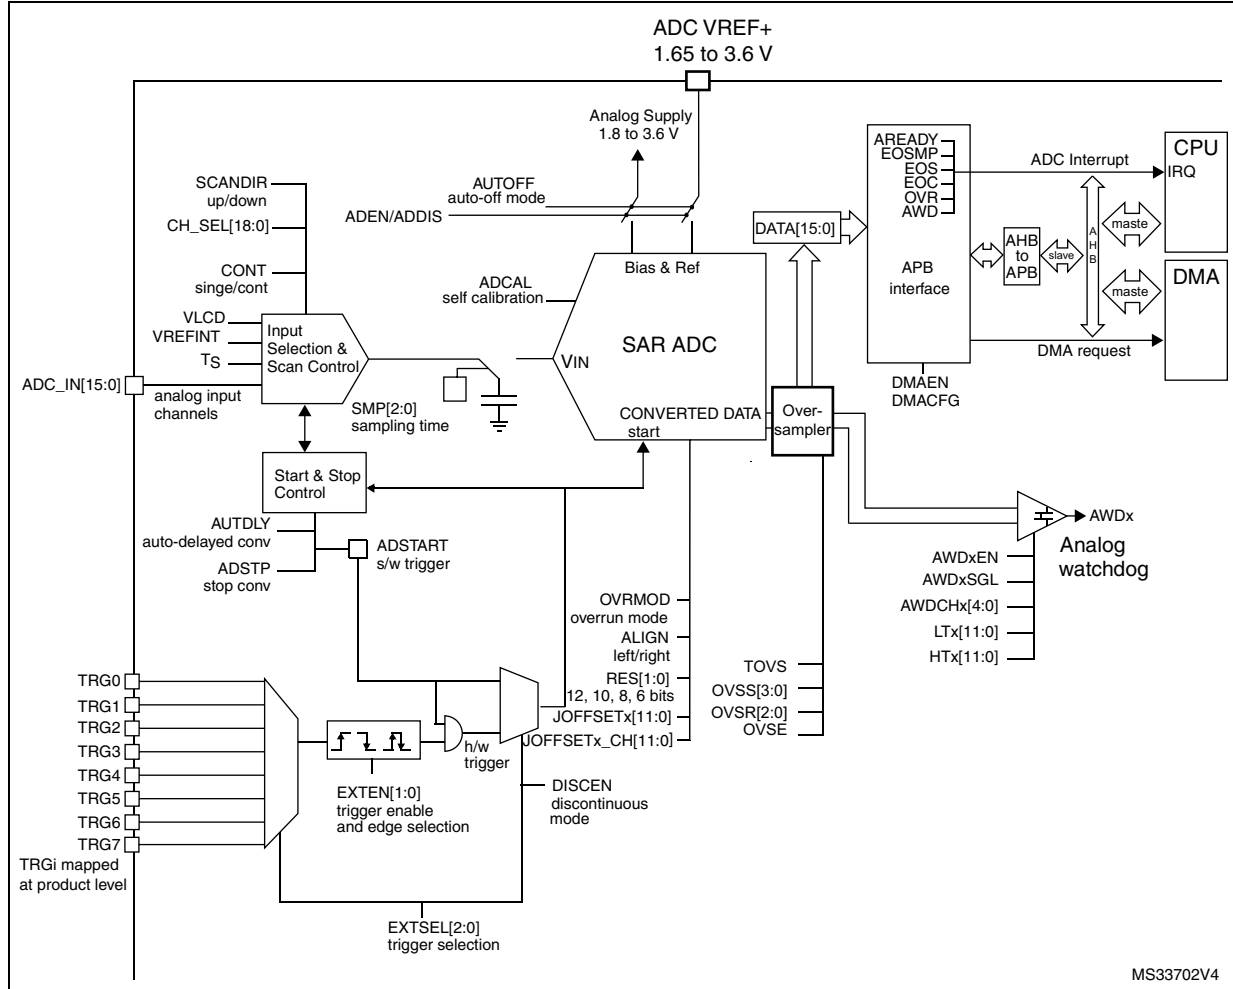 ADC VREF+
1.65 to 3.6 V
Analog Supply
1.8 to 3.6 V
AREADY
EOSMP
EOS
EOC
OVR
AWD
ADC Interrupt
CPU
IRQ
SCANDIR
up/down
AUTOFF
auto-off mode
ADEN/ADDIS
CH_SEL[18:0]
DATA[15:0]
AHB
to
APB
slave
A
H
B
maste
maste
DMA
CONT
singe/cont
ADCAL
self calibration
Bias & Ref
APB
interface
VLCD
VREFINT
TS
Input
Selection &
Scan Control
VIN
SAR ADC
DMA request
ADC_IN[15:0]
analog input
channels
DMAEN
DMACFG
SMP[2:0]
sampling time
CONVERTED DATA
start
Over-
sampler
Start & Stop
Control
AWDx
Analog
watchdog
AUTDLY
auto-delayed conv
ADSTP
stop conv
ADSTART
s/w trigger
AWDxEN
AWDxSGL
AWDCHx[4:0]
LTx[11:0]
HTx[11:0]
OVRMOD
overrun mode
ALIGN
left/right
RES[1:0]
12, 10, 8, 6 bits
JOFFSETx[11:0]
JOFFSETx_CH[11:0]
TOVS
OVSS[3:0]
OVSR[2:0]
OVSE
TRG0
TRG1
TRG2
TRG3
TRG4
TRG5
TRG6
TRG7
TRGi mapped
at product level
h/w
trigger
EXTEN[1:0]
trigger enable
and edge selection
DISCEN
discontinuous
mode
EXTSEL[2:0]
trigger selection
MS33702V4